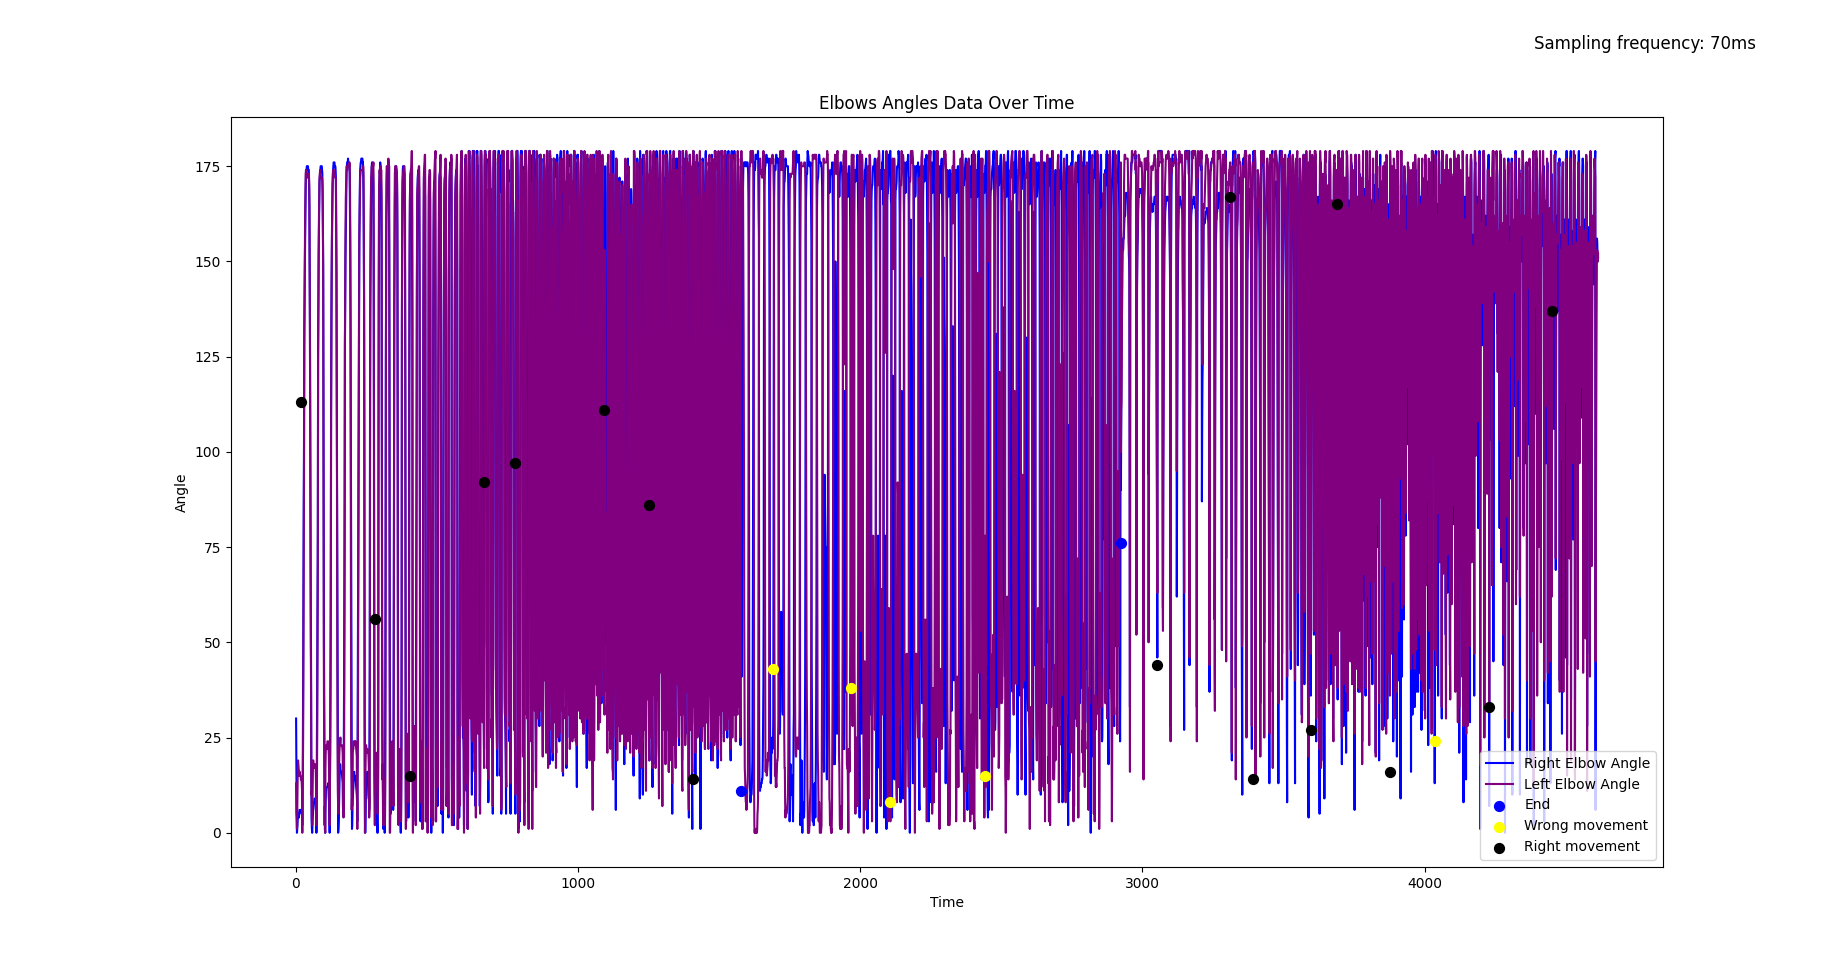 Sampling frequency: 70ms
Elbows Angles Data Over Time
175
150
125
100
75
50
25
0
Angle
0
1000
2000
3000
4000
Time
Right Elbow Angle
Left Elbow Angle
End
Wrong movement
Right movement